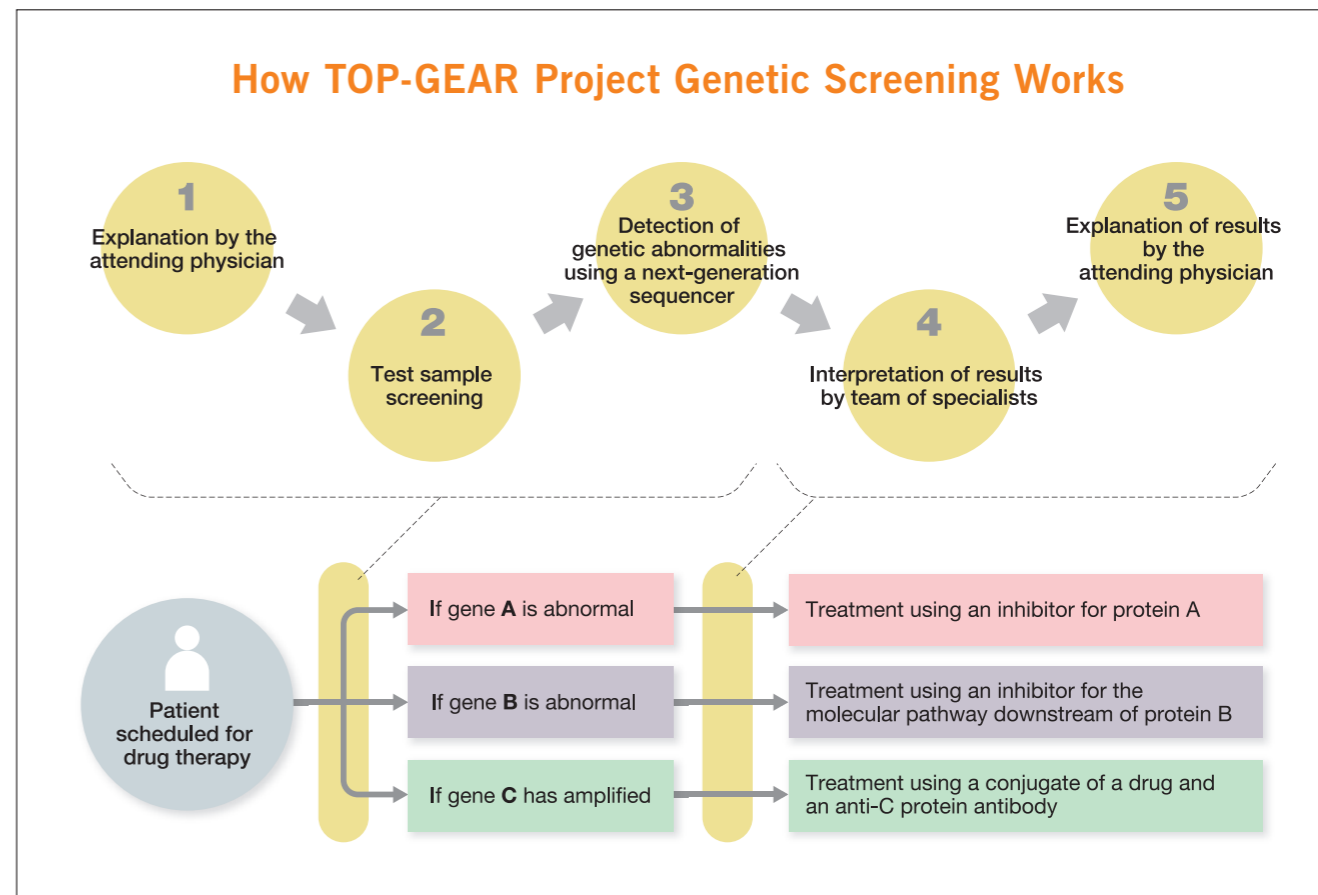 How TOP-GEAR Project Genetic Screening Works
1
Explanation by the
attending physician
2
Test sample
screening
3
Detection of
genetic abnormalities
using a next-generation
sequencer
4
Interpretation of results
by team of specialists
5
Explanation of results
by the
attending physician
Patient
scheduled for
drug therapy
If gene A is abnormal
Treatment using an inhibitor for protein A
If gene B is abnormal
Treatment using an inhibitor for the
molecular pathway downstream of protein B
If gene C has amplified
Treatment using a conjugate of a drug and
an anti-C protein antibody